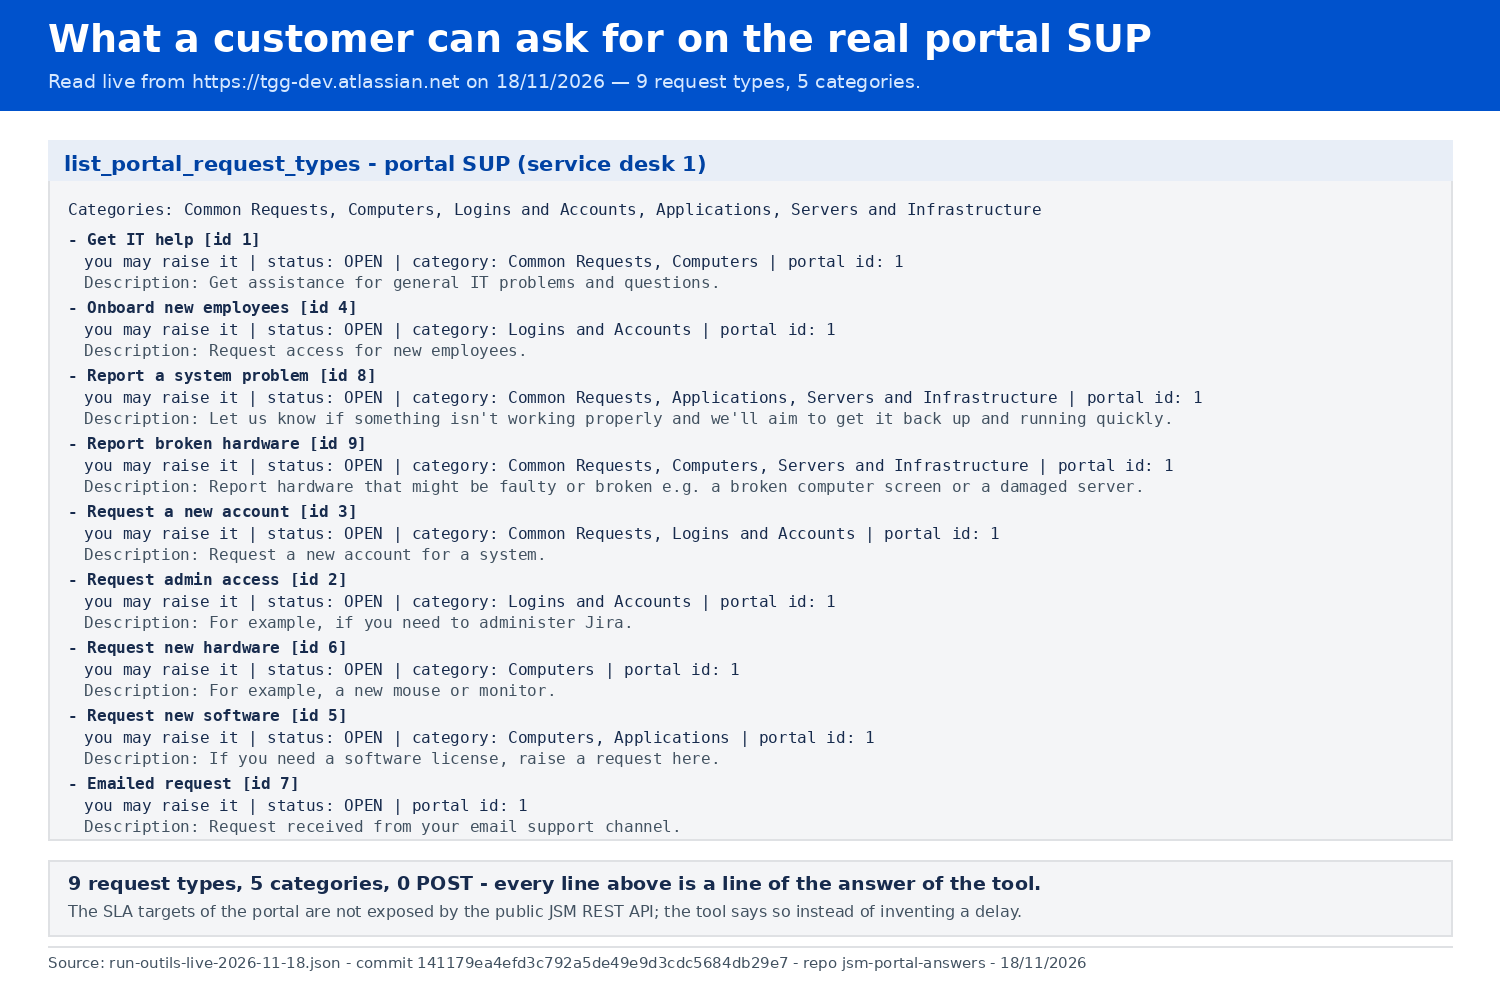 What a customer can ask for on the real portal SUP
Read live from https://tgg-dev.atlassian.net on 18/11/2026 — 9 request types, 5 categories.
list_portal_request_types - portal SUP (service desk 1)
Categories: Common Requests, Computers, Logins and Accounts, Applications, Servers and Infrastructure
- Get IT help [id 1]
you may raise it | status: OPEN | category: Common Requests, Computers | portal id: 1
Description: Get assistance for general IT problems and questions.
- Onboard new employees [id 4]
you may raise it | status: OPEN | category: Logins and Accounts | portal id: 1
Description: Request access for new employees.
- Report a system problem [id 8]
you may raise it | status: OPEN | category: Common Requests, Applications, Servers and Infrastructure | portal id: 1
Description: Let us know if something isn't working properly and we'll aim to get it back up and running quickly.
- Report broken hardware [id 9]
you may raise it | status: OPEN | category: Common Requests, Computers, Servers and Infrastructure | portal id: 1
Description: Report hardware that might be faulty or broken e.g. a broken computer screen or a damaged server.
- Request a new account [id 3]
you may raise it | status: OPEN | category: Common Requests, Logins and Accounts | portal id: 1
Description: Request a new account for a system.
- Request admin access [id 2]
you may raise it | status: OPEN | category: Logins and Accounts | portal id: 1
Description: For example, if you need to administer Jira.
- Request new hardware [id 6]
you may raise it | status: OPEN | category: Computers | portal id: 1
Description: For example, a new mouse or monitor.
- Request new software [id 5]
you may raise it | status: OPEN | category: Computers, Applications | portal id: 1
Description: If you need a software license, raise a request here.
- Emailed request [id 7]
you may raise it | status: OPEN | portal id: 1
Description: Request received from your email support channel.
9 request types, 5 categories, 0 POST - every line above is a line of the answer of the tool.
The SLA targets of the portal are not exposed by the public JSM REST API; the tool says so instead of inventing a delay.
Source: run-outils-live-2026-11-18.json - commit 141179ea4efd3c792a5de49e9d3cdc5684db29e7 - repo jsm-portal-answers - 18/11/2026